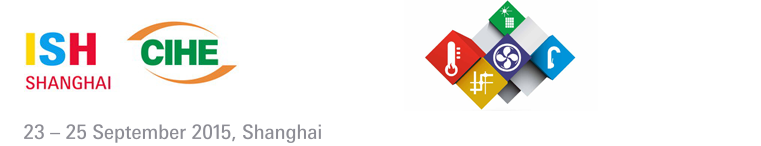 ISH
SHANGHAI
CIHE
23 – 25 September 2015, Shanghai